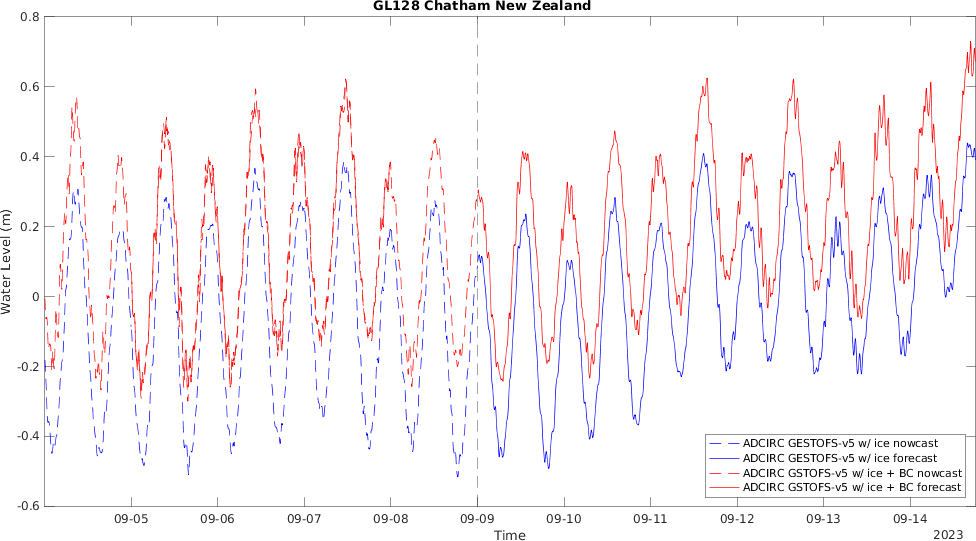 GL128 Chatham New Zealand
0.8
0.6
0.4
0.2
0
-0.2
-0.4
-0.6
Water Level (m)
ADCIRC GESTOFS-v5 w/ ice nowcast
ADCIRC GESTOFS-v5 w/ ice forecast
ADCIRC GSTOFS-v5 w/ ice + BC nowcast
ADCIRC GSTOFS-v5 w/ ice + BC forecast
09-05 09-06 09-07 09-08 09-09 09-10 09-11 09-12 09-13 09-14
Time
2023